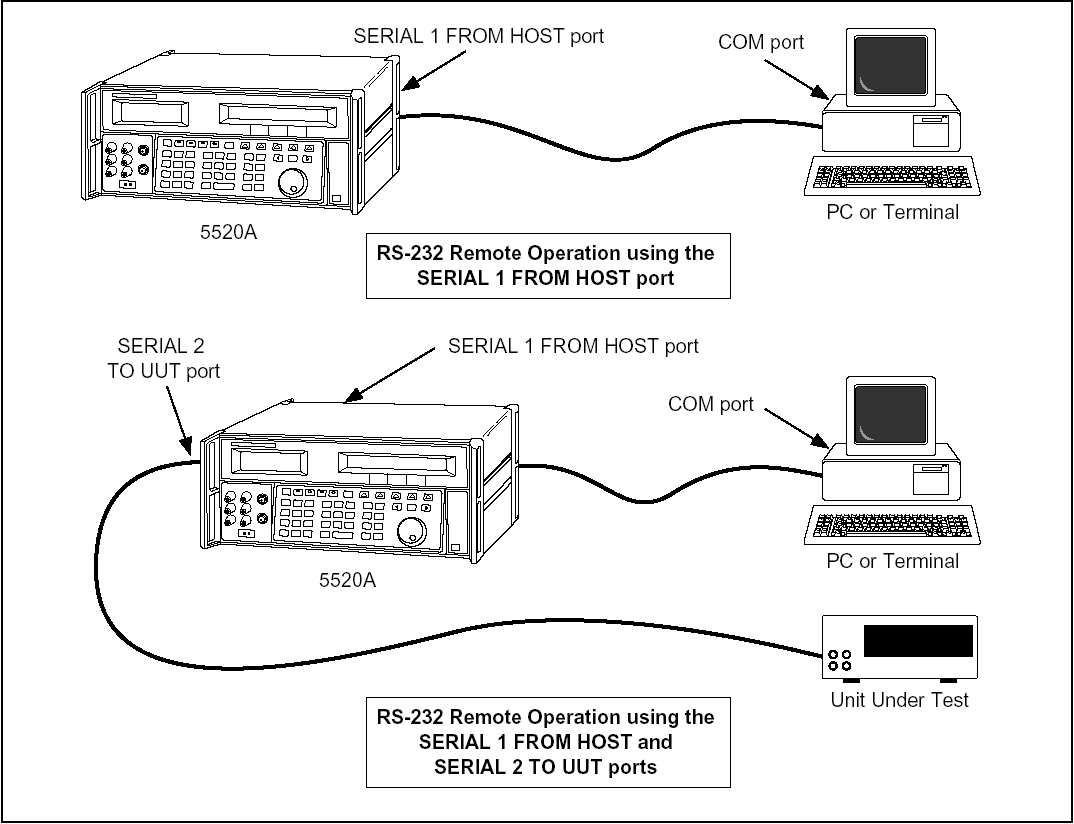 SERIAL 1 FROM HOST port
COM port
PC or Terminal
5520A
RS-232 Remote Operation using the
SERIAL 1 FROM HOST port
SERIAL 2
TO UUT port
SERIAL 1 FROM HOST port
COM port
PC or Terminal
5520A
Unit Under Test
RS-232 Remote Operation using the
SERIAL 1 FROM HOST and
SERIAL 2 TO UUT ports